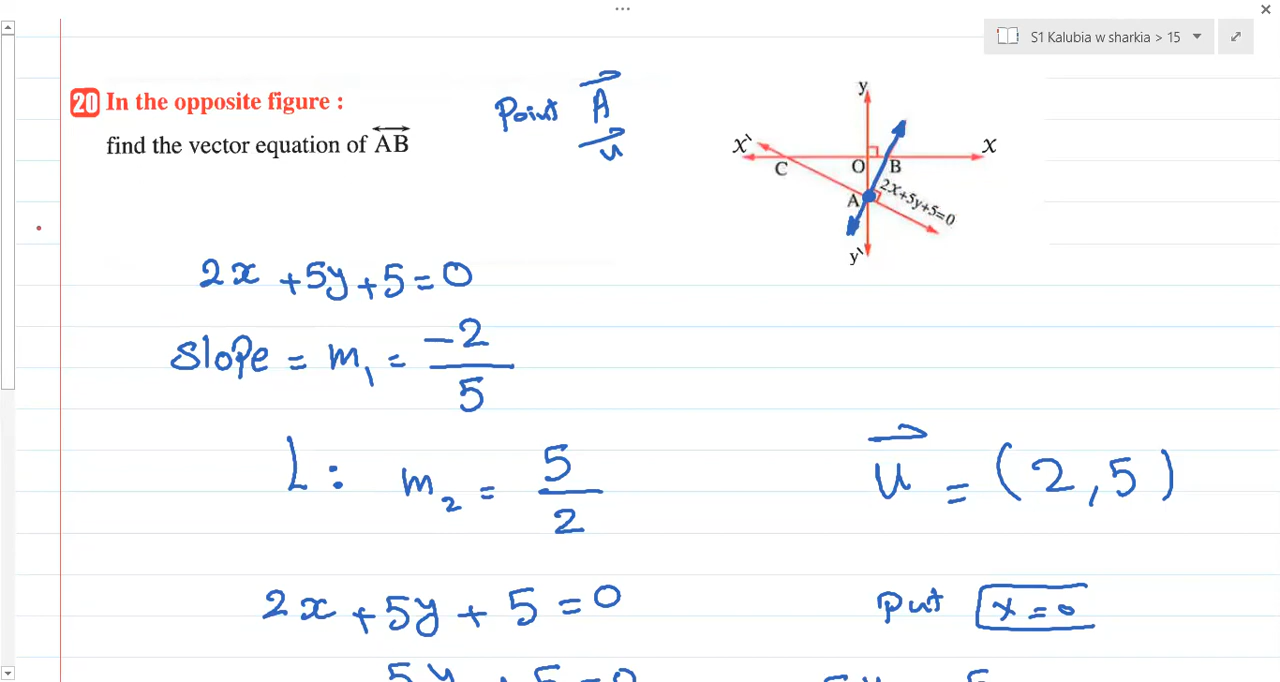 S1 Kalubia w sharkia > 15
20 In the opposite figure :
find the vector equation of AB
Point A
u
y
x`
x
C
O
B
A
2x+5y+5=0
y`
2x + 5y + 5 = 0
slope = m1 = -2/5
L : m2 = 5/2
u = (2, 5)
2x + 5y + 5 = 0
Put x = 0